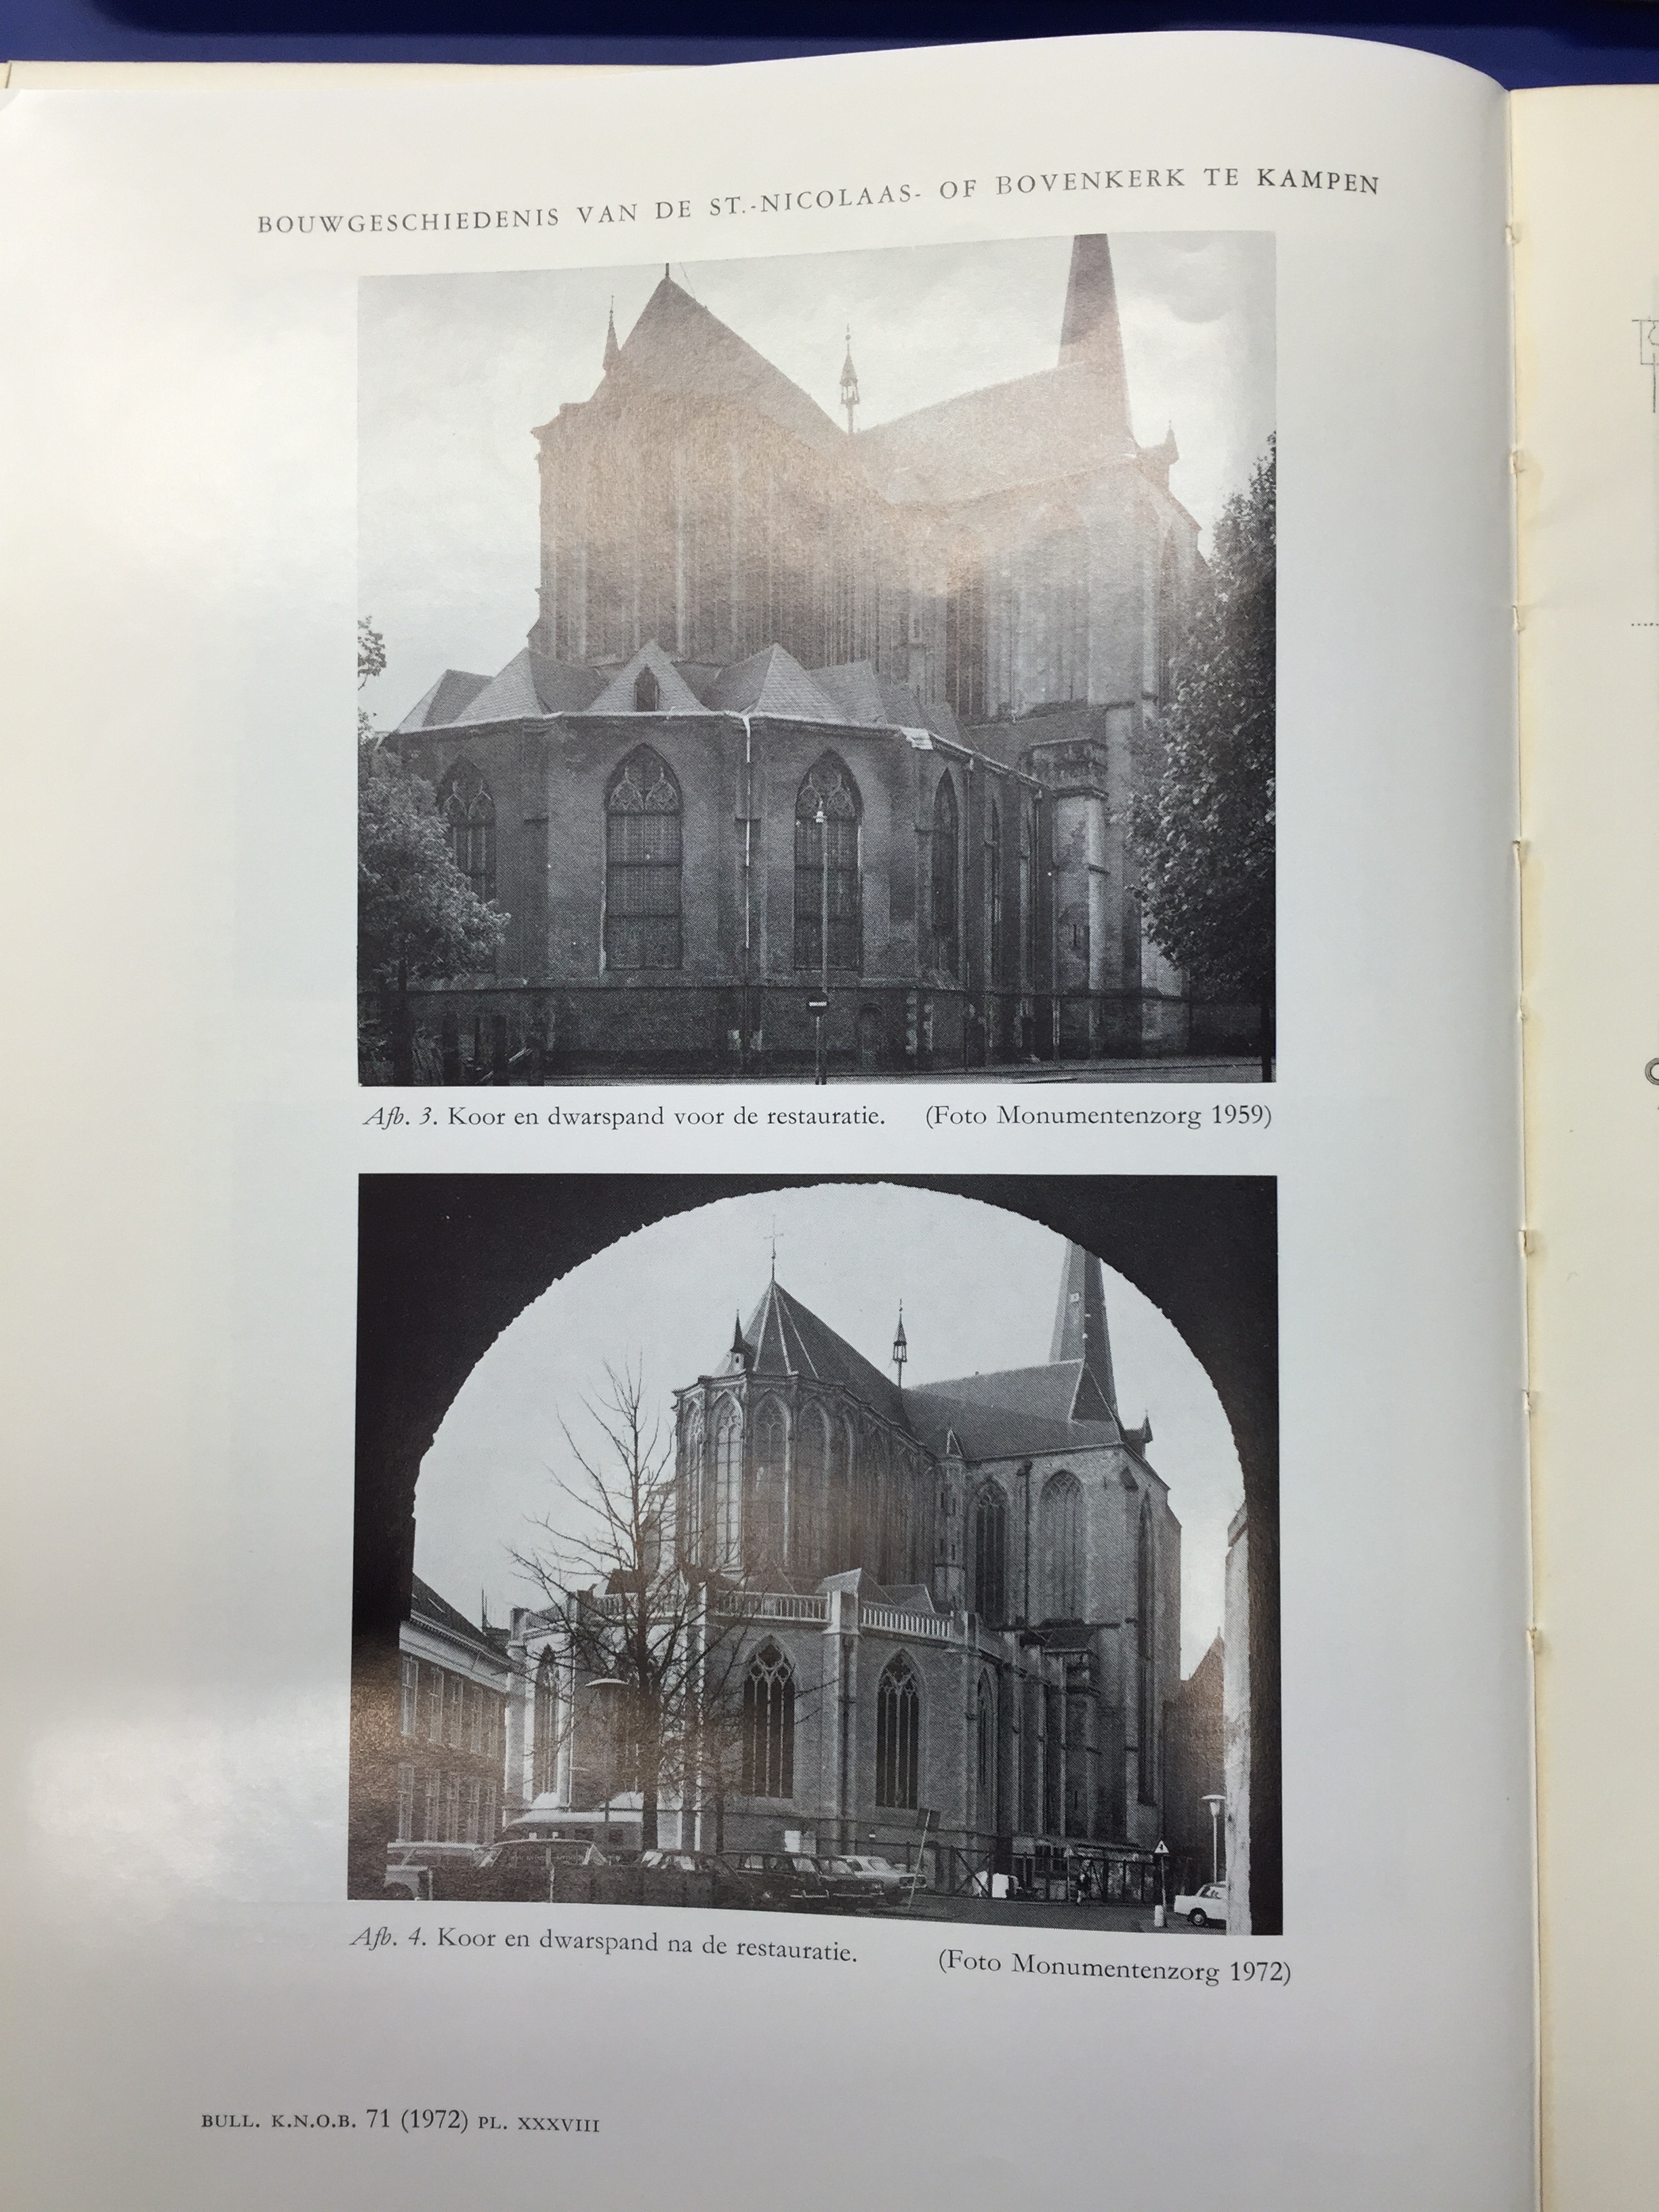 BOUWGESCHIEDENIS VAN DE ST.-NICOLAAS- OF BOVENKERK TE KAMPEN
Afb. 3. Koor en dwarspand voor de restauratie. (Foto Monumentenzorg 1959)
Afb. 4. Koor en dwarspand na de restauratie. (Foto Monumentenzorg 1972)
BULL. K.N.O.B. 71 (1972) PL. XXXVIII